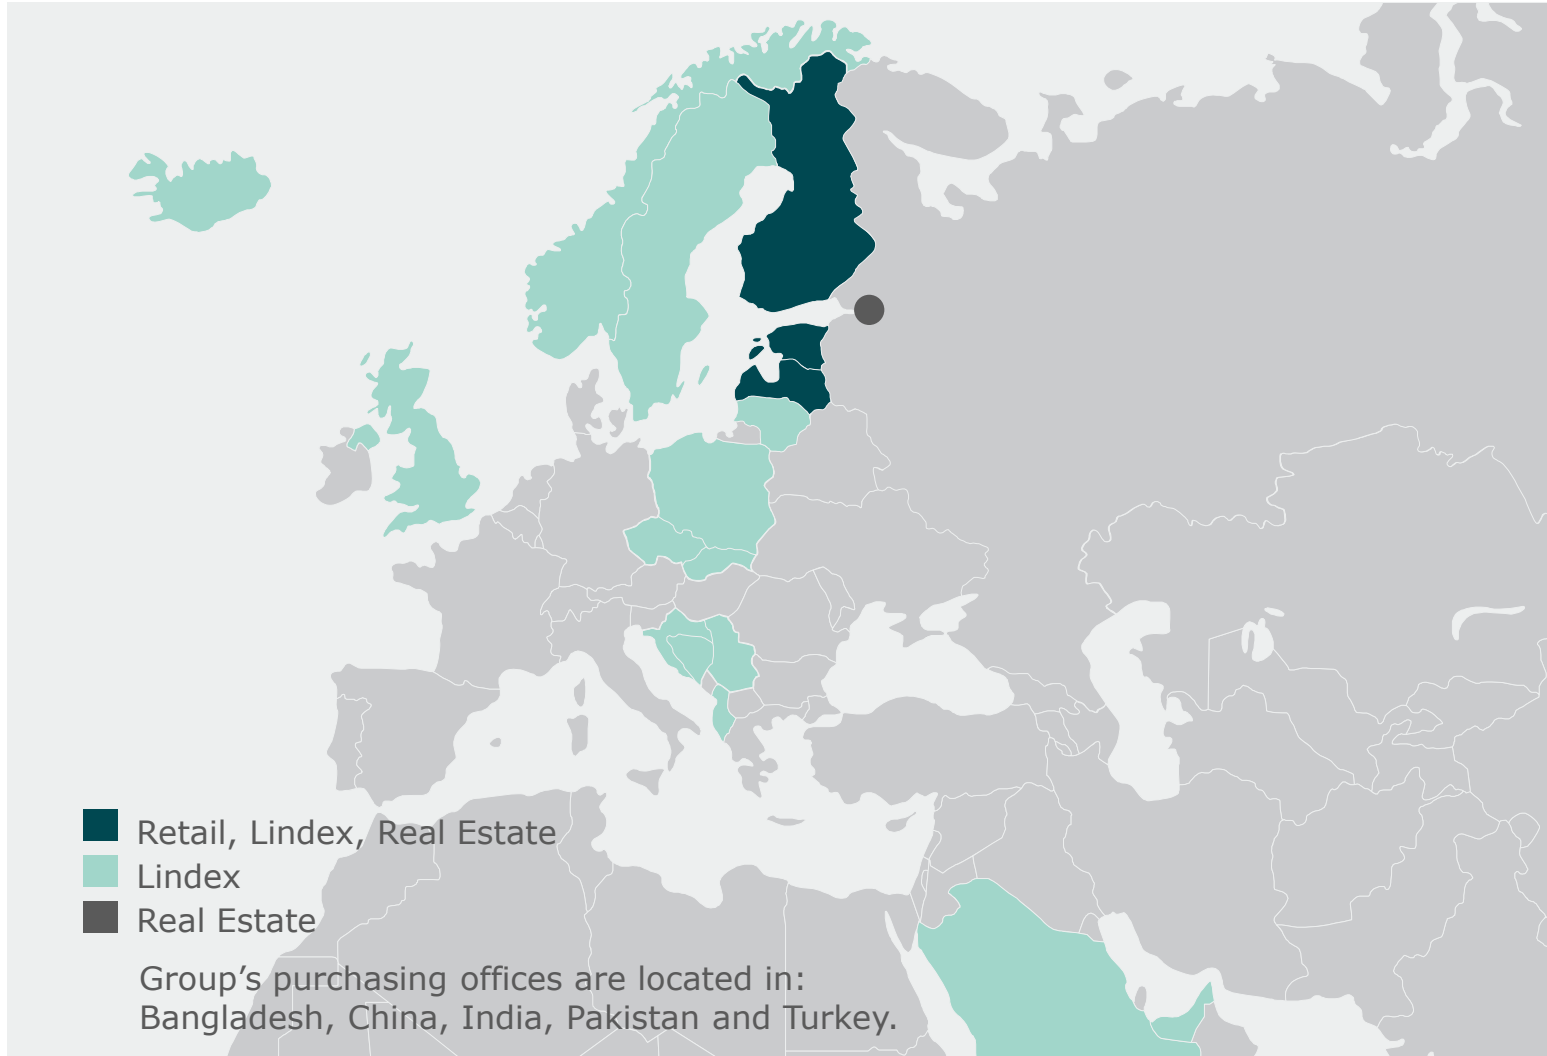 Retail, Lindex, Real Estate
Lindex
Real Estate
Group’s purchasing offices are located in:
Bangladesh, China, India, Pakistan and Turkey.